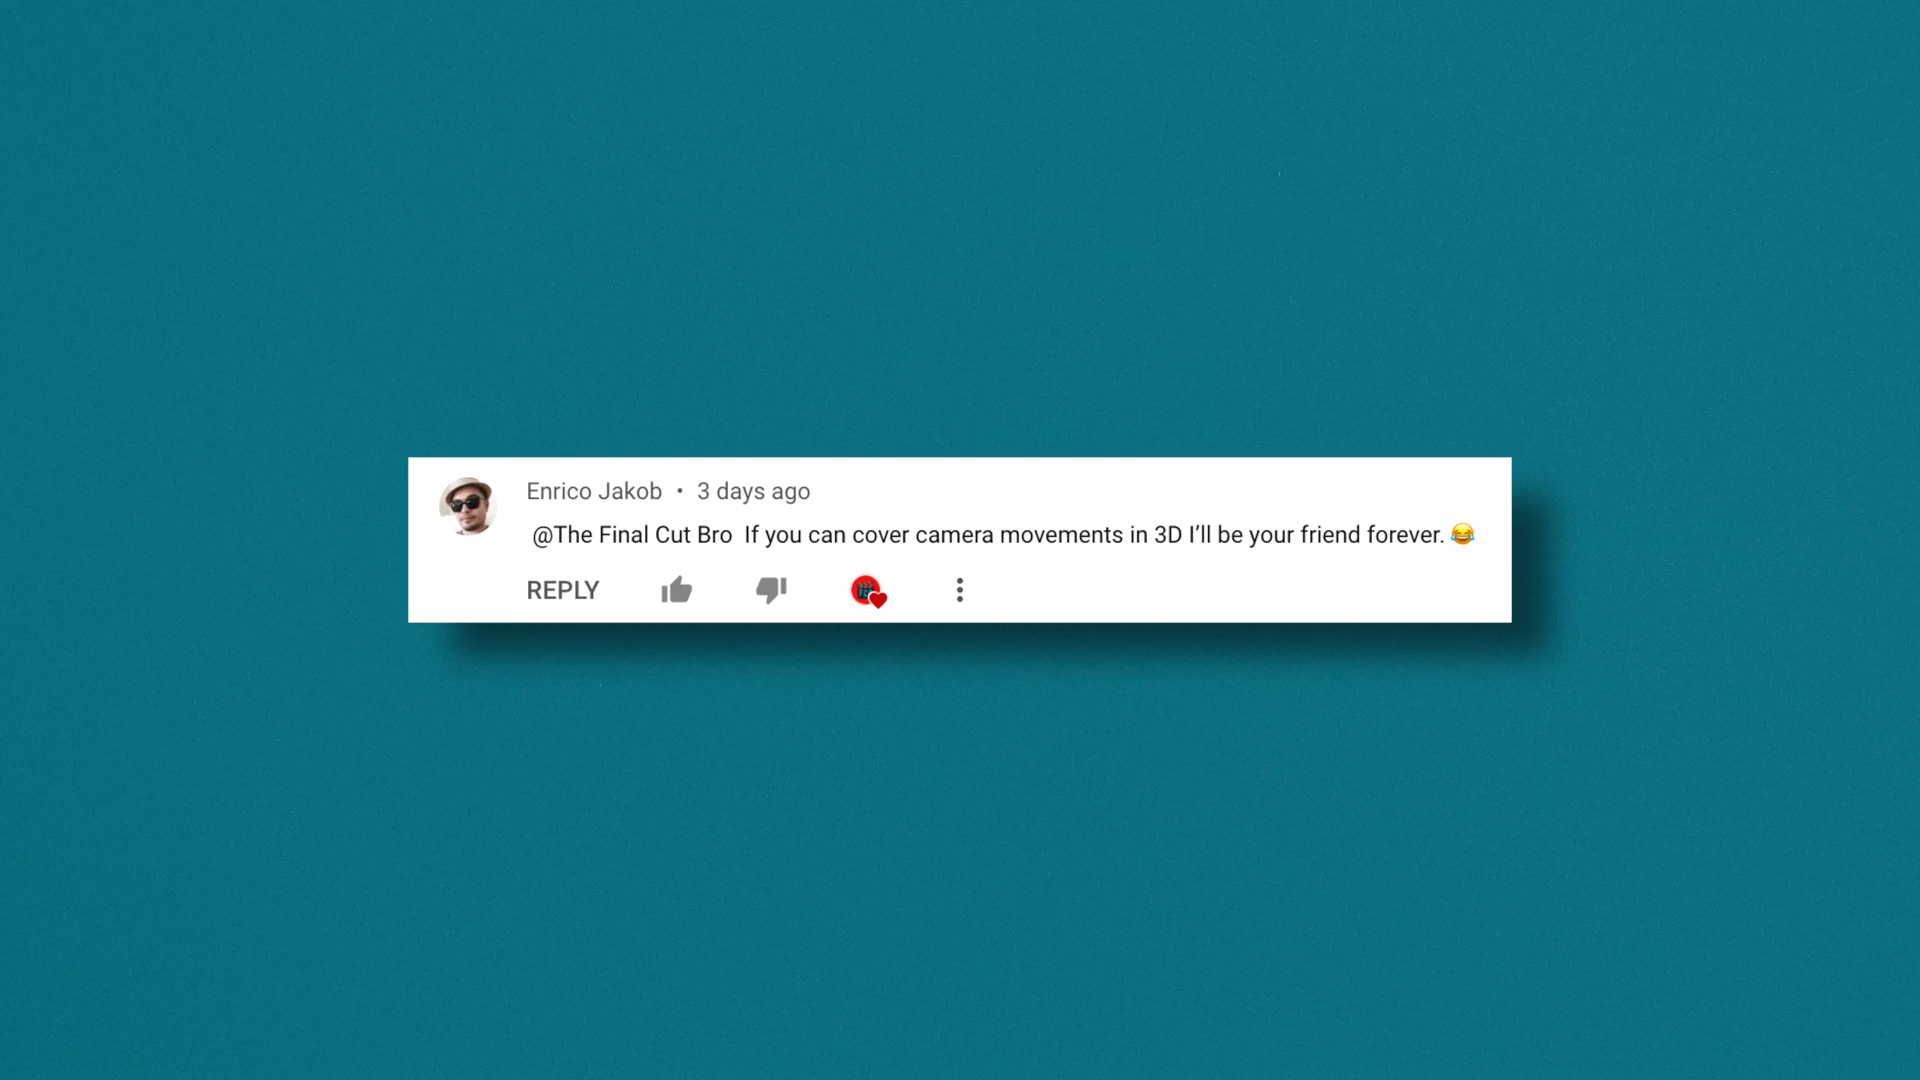 Enrico Jakob • 3 days ago
@The Final Cut Bro If you can cover camera movements in 3D I’ll be your friend forever. 😂
REPLY